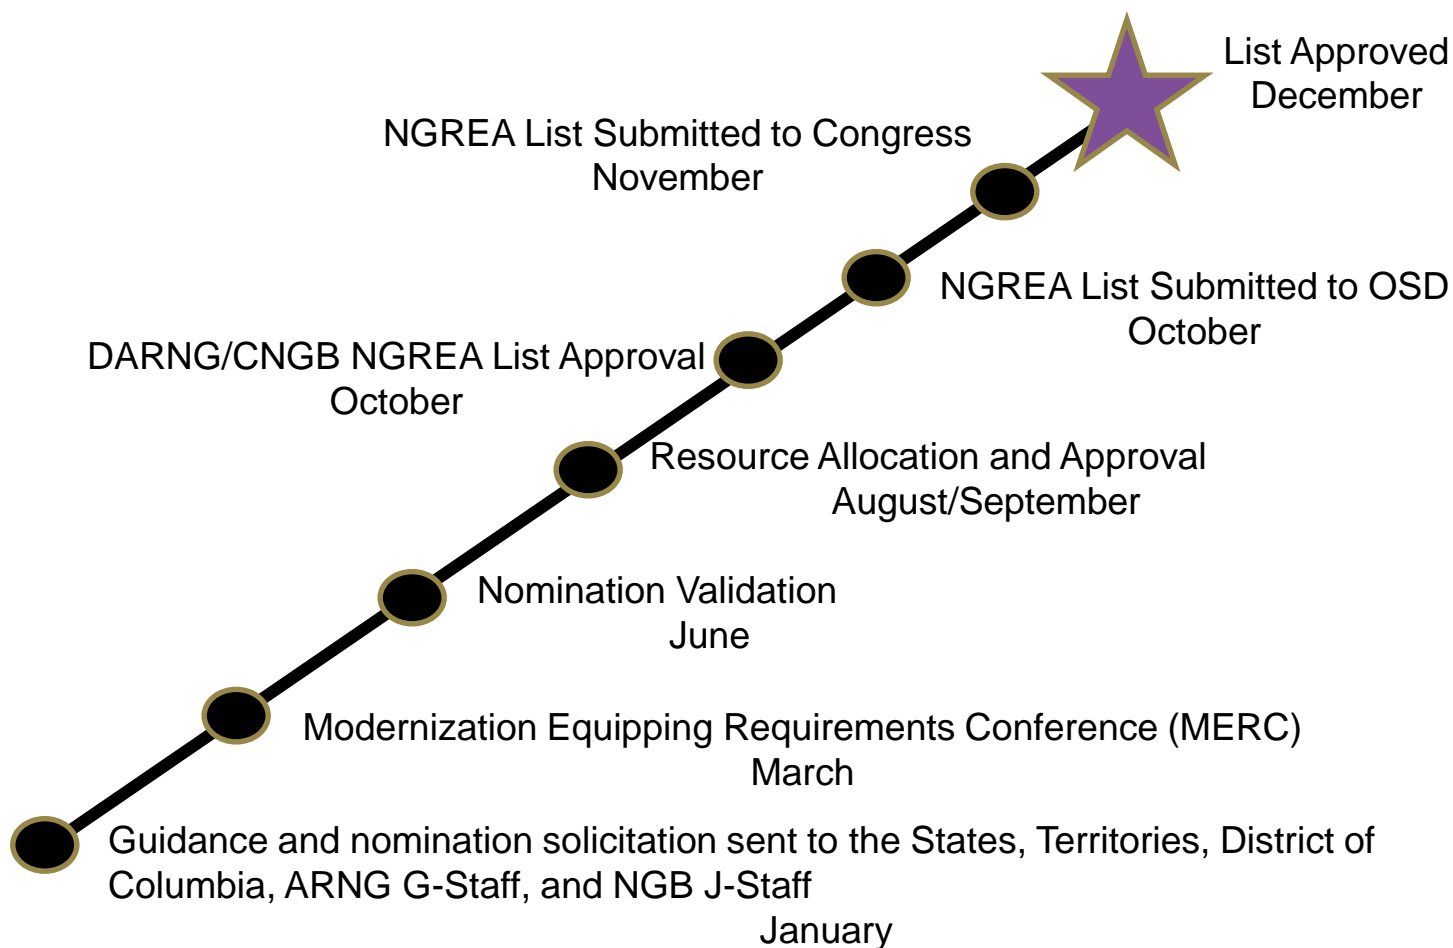 List Approved
December
NGREA List Submitted to Congress
November
NGREA List Submitted to OSD
October
DARNG/CNGB NGREA List Approval
October
Resource Allocation and Approval
August/September
Nomination Validation
June
Modernization Equipping Requirements Conference (MERC)
March
Guidance and nomination solicitation sent to the States, Territories, District of
Columbia, ARNG G-Staff, and NGB J-Staff
January